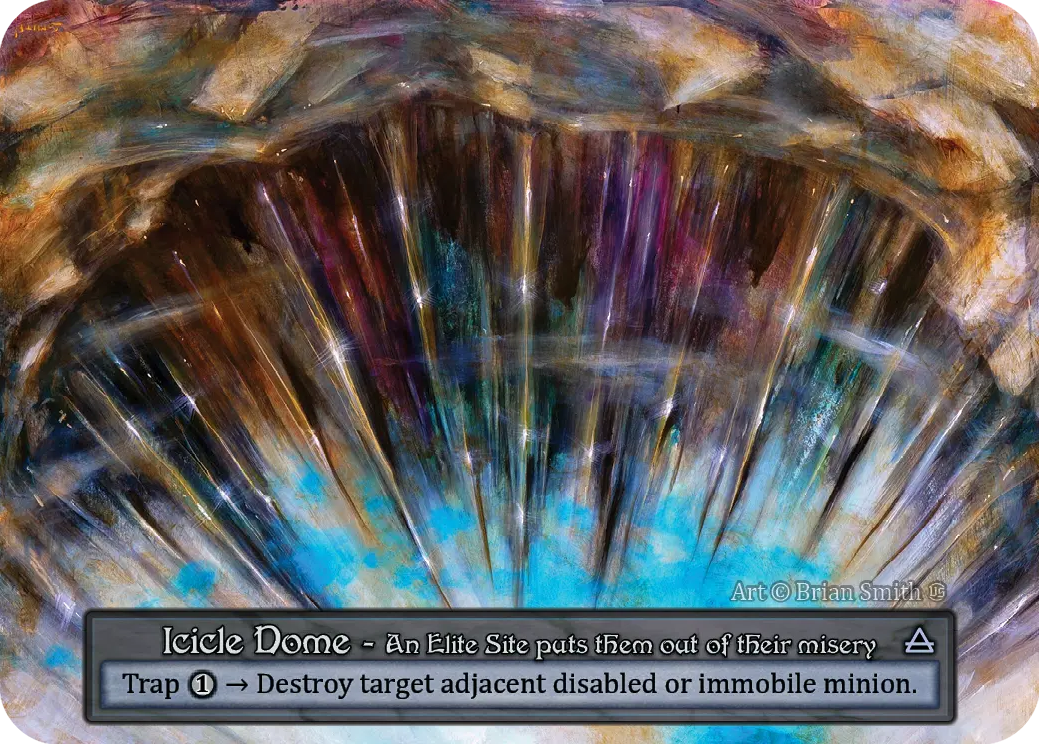 Art © Brian Smith
Icicle Dome - An Elite Site puts them out of their misery
Trap ① → Destroy target adjacent disabled or immobile minion.